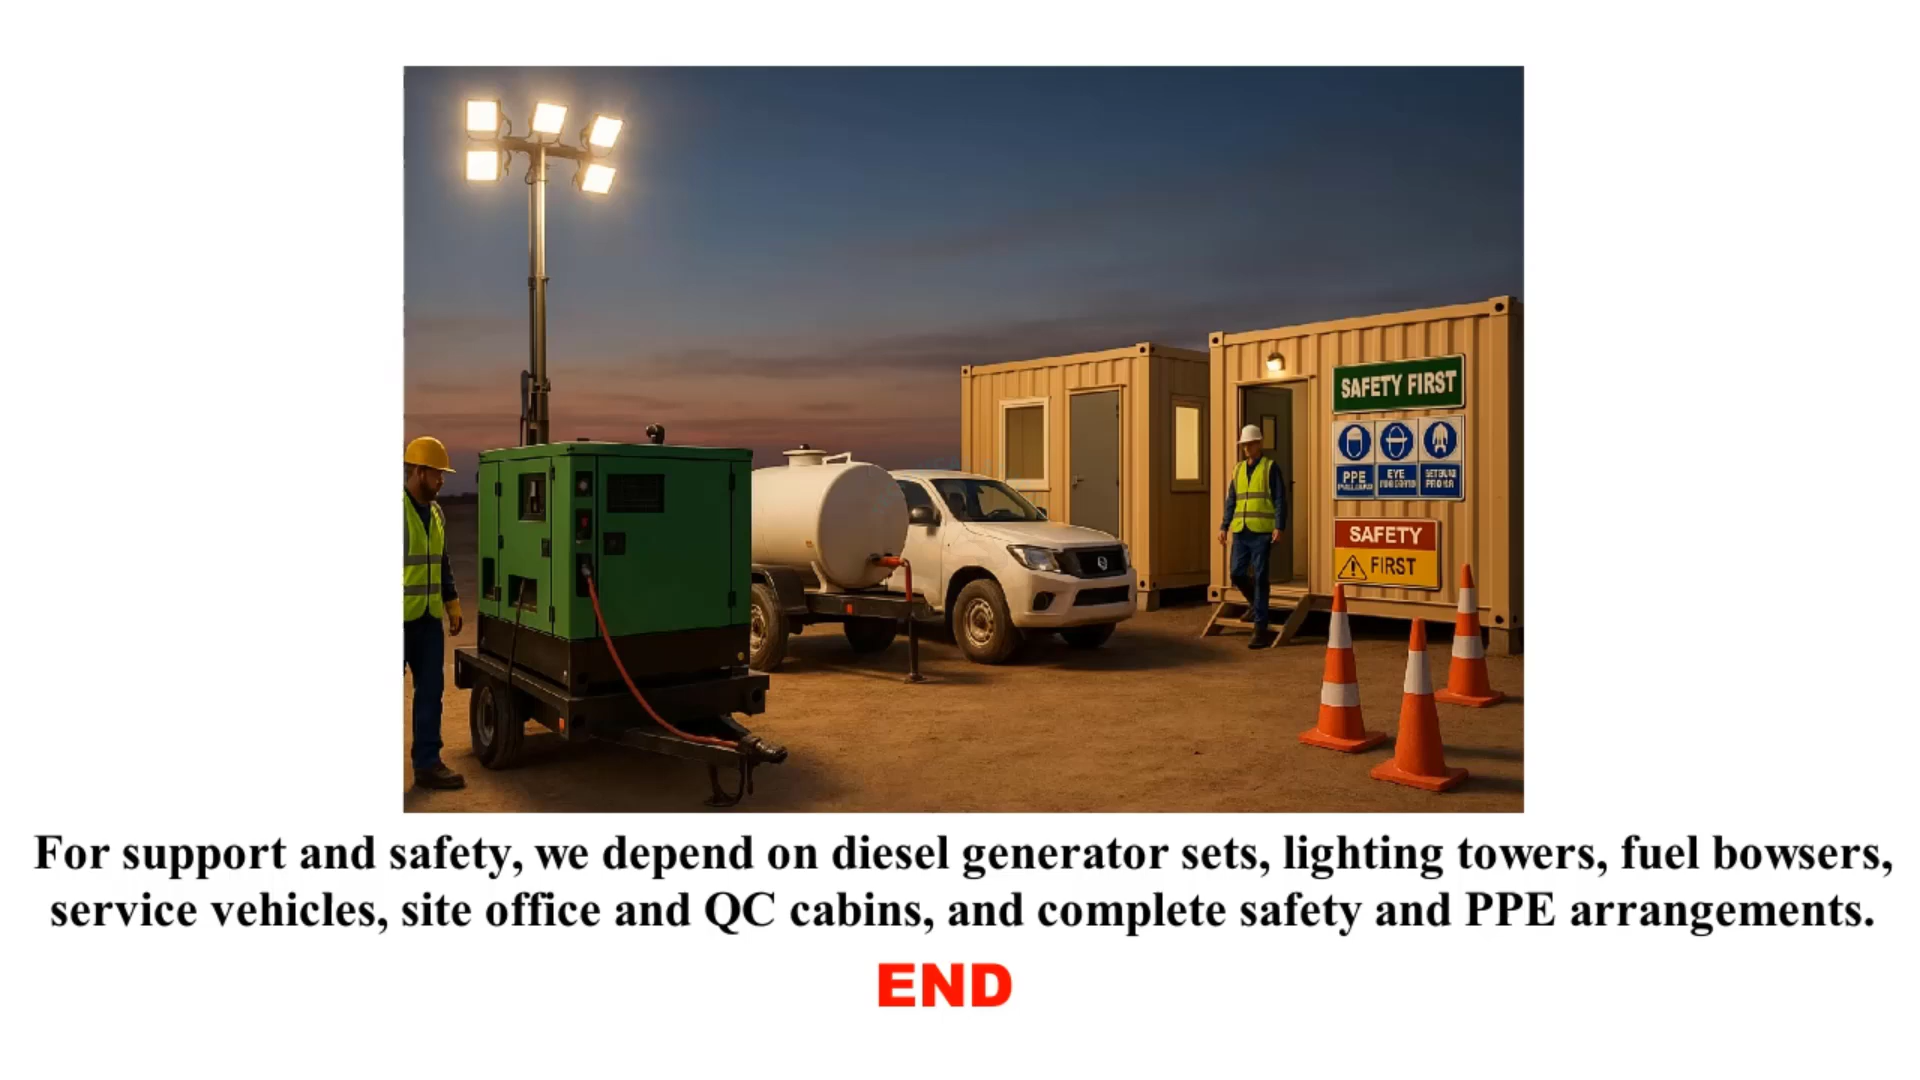 SAFETY FIRST
PPE
EYE
SAFETY
FIRST
For support and safety, we depend on diesel generator sets, lighting towers, fuel bowsers,
service vehicles, site office and QC cabins, and complete safety and PPE arrangements.
END